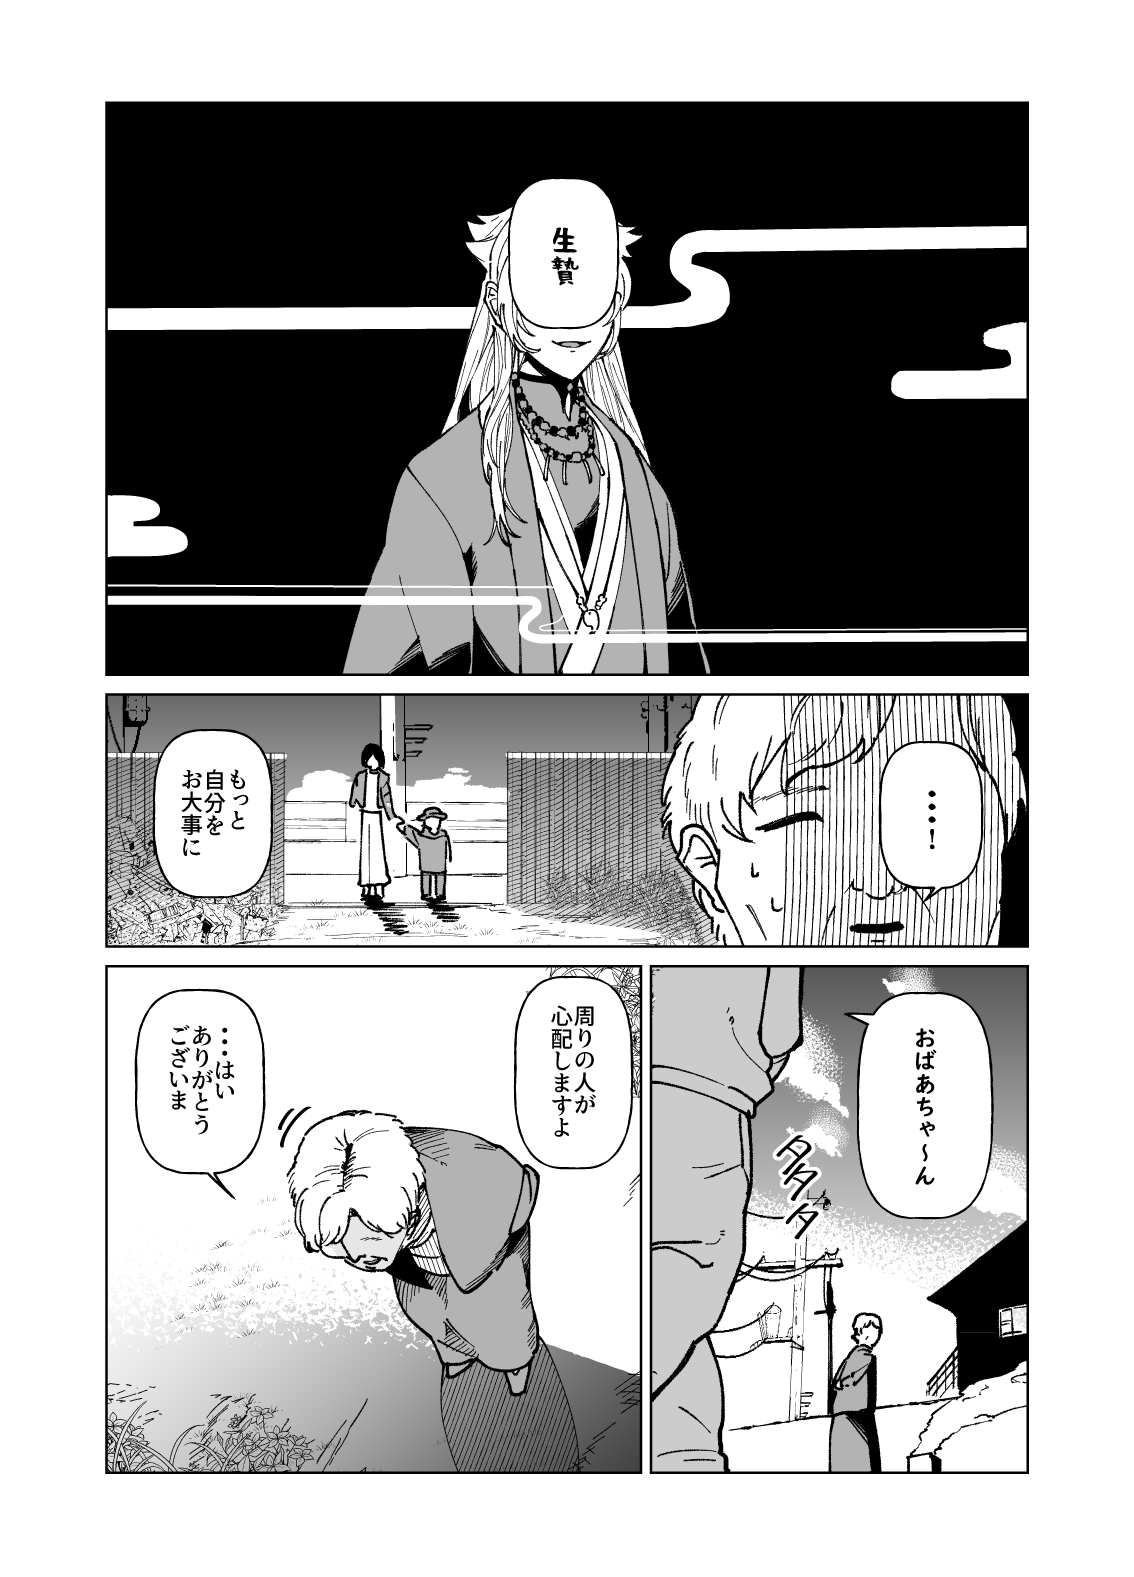 生
贄
・・・!
もっと
自分を
お大事に
おばあちゃ〜ん
タタタ
周りの人が
心配しますよ
・・・はい
ありがとう
ございま